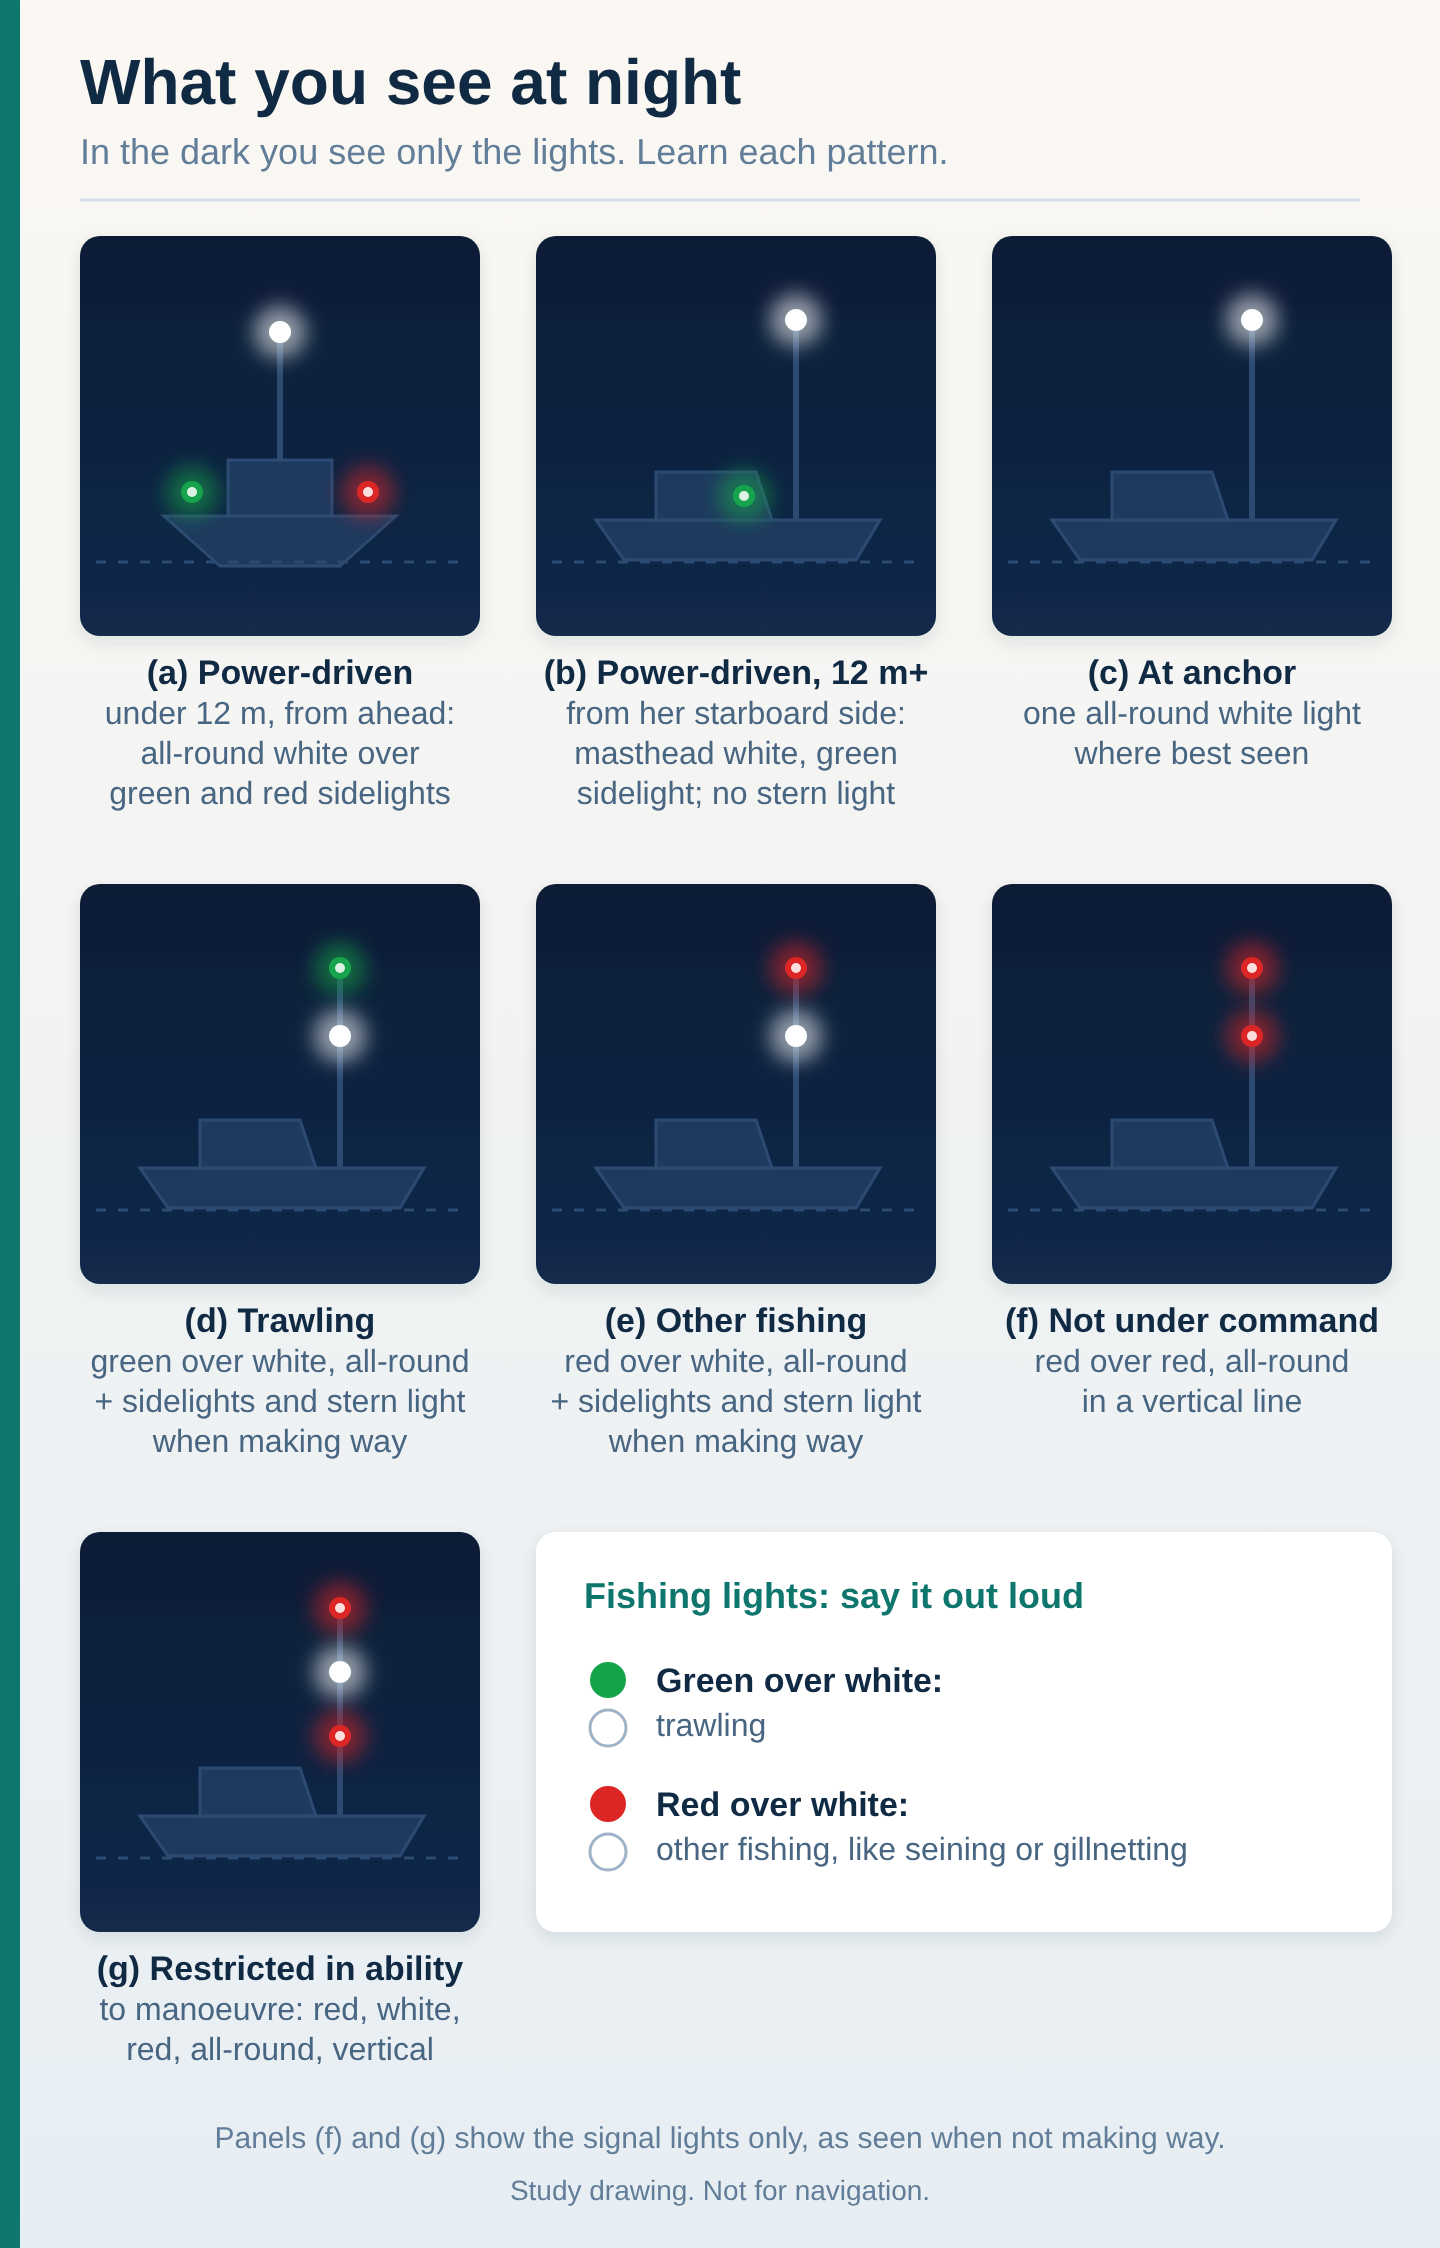 What you see at night
In the dark you see only the lights. Learn each pattern.
(a) Power-driven
under 12 m, from ahead:
all-round white over
green and red sidelights
(b) Power-driven, 12 m+
from her starboard side:
masthead white, green
sidelight; no stern light
(c) At anchor
one all-round white light
where best seen
(d) Trawling
green over white, all-round
+ sidelights and stern light
when making way
(e) Other fishing
red over white, all-round
+ sidelights and stern light
when making way
(f) Not under command
red over red, all-round
in a vertical line
(g) Restricted in ability
to manoeuvre: red, white,
red, all-round, vertical
Fishing lights: say it out loud
Green over white:
trawling
Red over white:
other fishing, like seining or gillnetting
Panels (f) and (g) show the signal lights only, as seen when not making way.
Study drawing. Not for navigation.